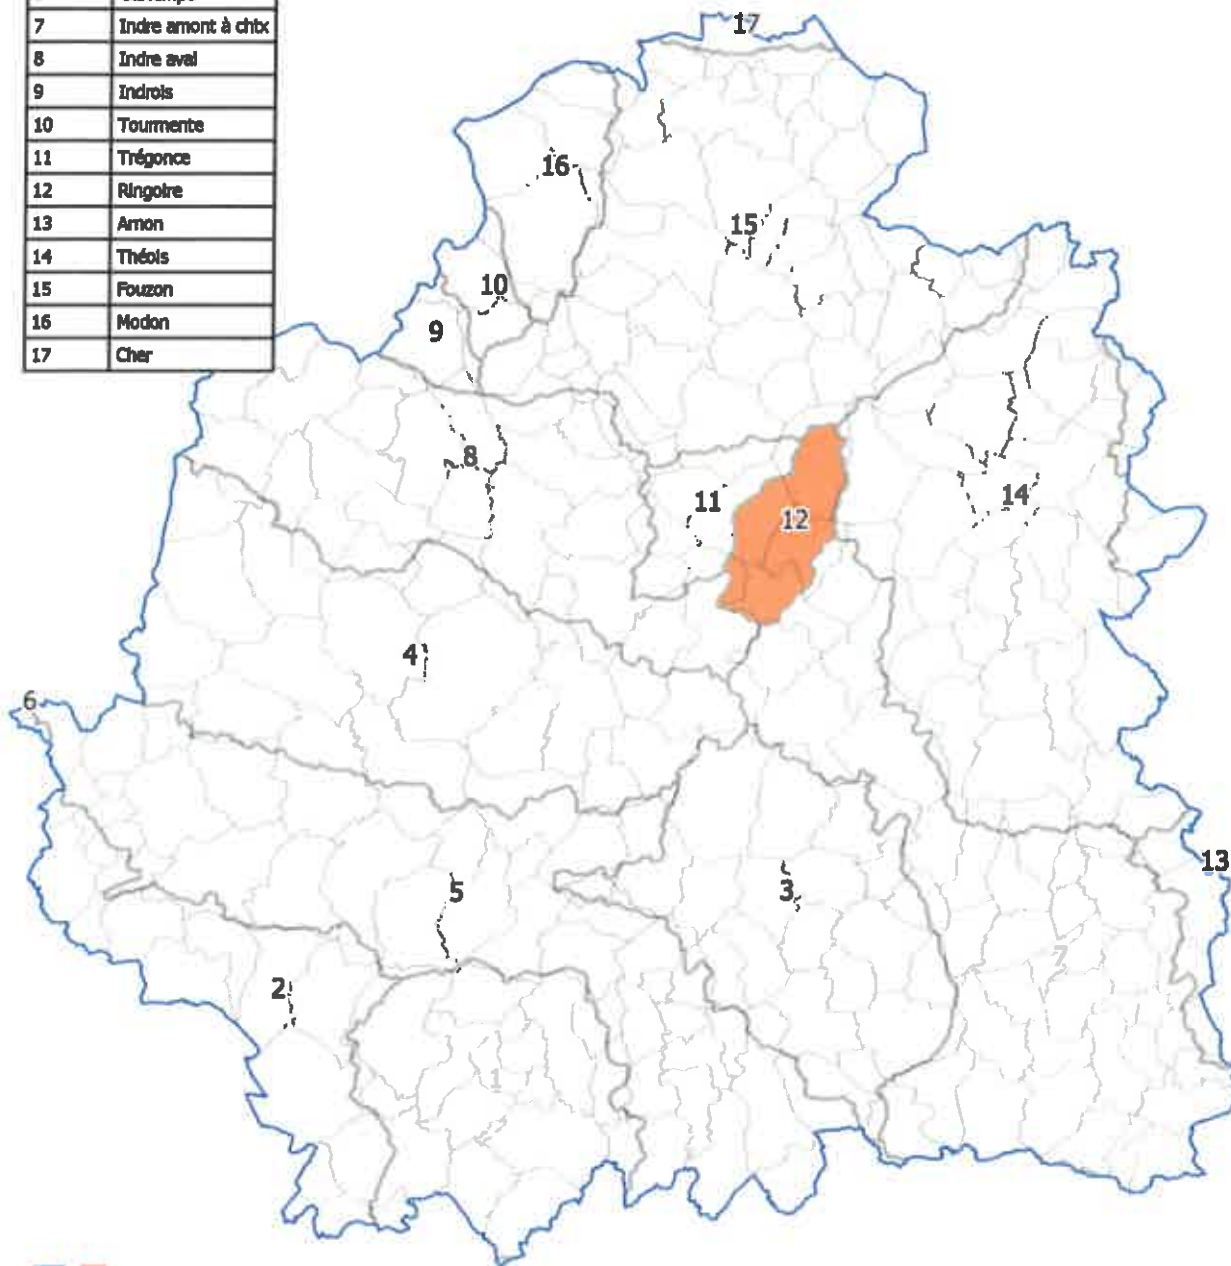 7 Indre amont à chtx
8 Indre aval
9 Indrois
10 Tourmente
11 Trégonce
12 Ringoire
13 Arnon
14 Théols
15 Fouzon
16 Modon
17 Cher
17
16
15
10
9
8
11
12
14
4
6
13
5
3
7
2
1